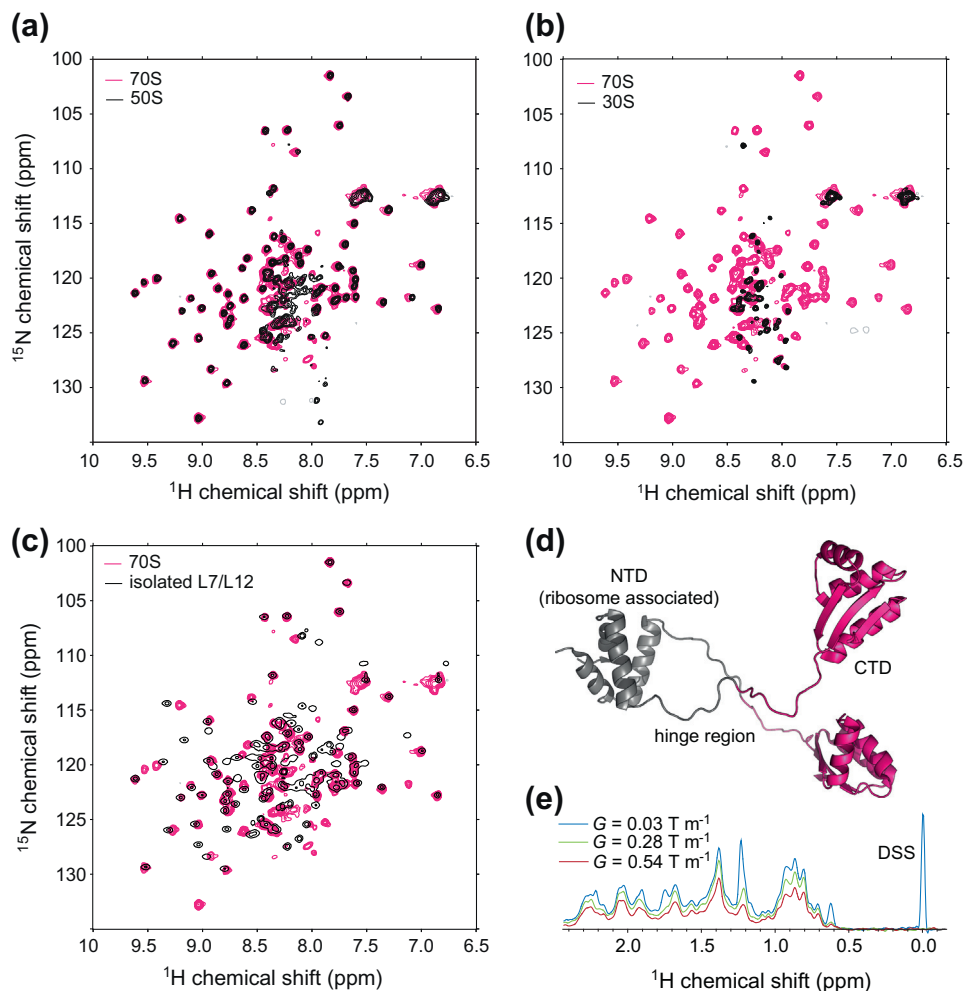 (a)
70S
50S
100
105
110
115
120
125
130
15N chemical shift (ppm)
10 9.5 9.0 8.5 8.0 7.5 7.0 6.5
1H chemical shift (ppm)
(b)
70S
30S
100
105
110
115
120
125
130
15N chemical shift (ppm)
10 9.5 9.0 8.5 8.0 7.5 7.0 6.5
1H chemical shift (ppm)
(c)
70S
isolated L7/L12
100
105
110
115
120
125
130
15N chemical shift (ppm)
10 9.5 9.0 8.5 8.0 7.5 7.0 6.5
1H chemical shift (ppm)
(d)
NTD
(ribosome associated)
CTD
hinge region
(e)
G = 0.03 T m-1
G = 0.28 T m-1
G = 0.54 T m-1
DSS
2.0 1.5 1.0 0.5 0.0
1H chemical shift (ppm)